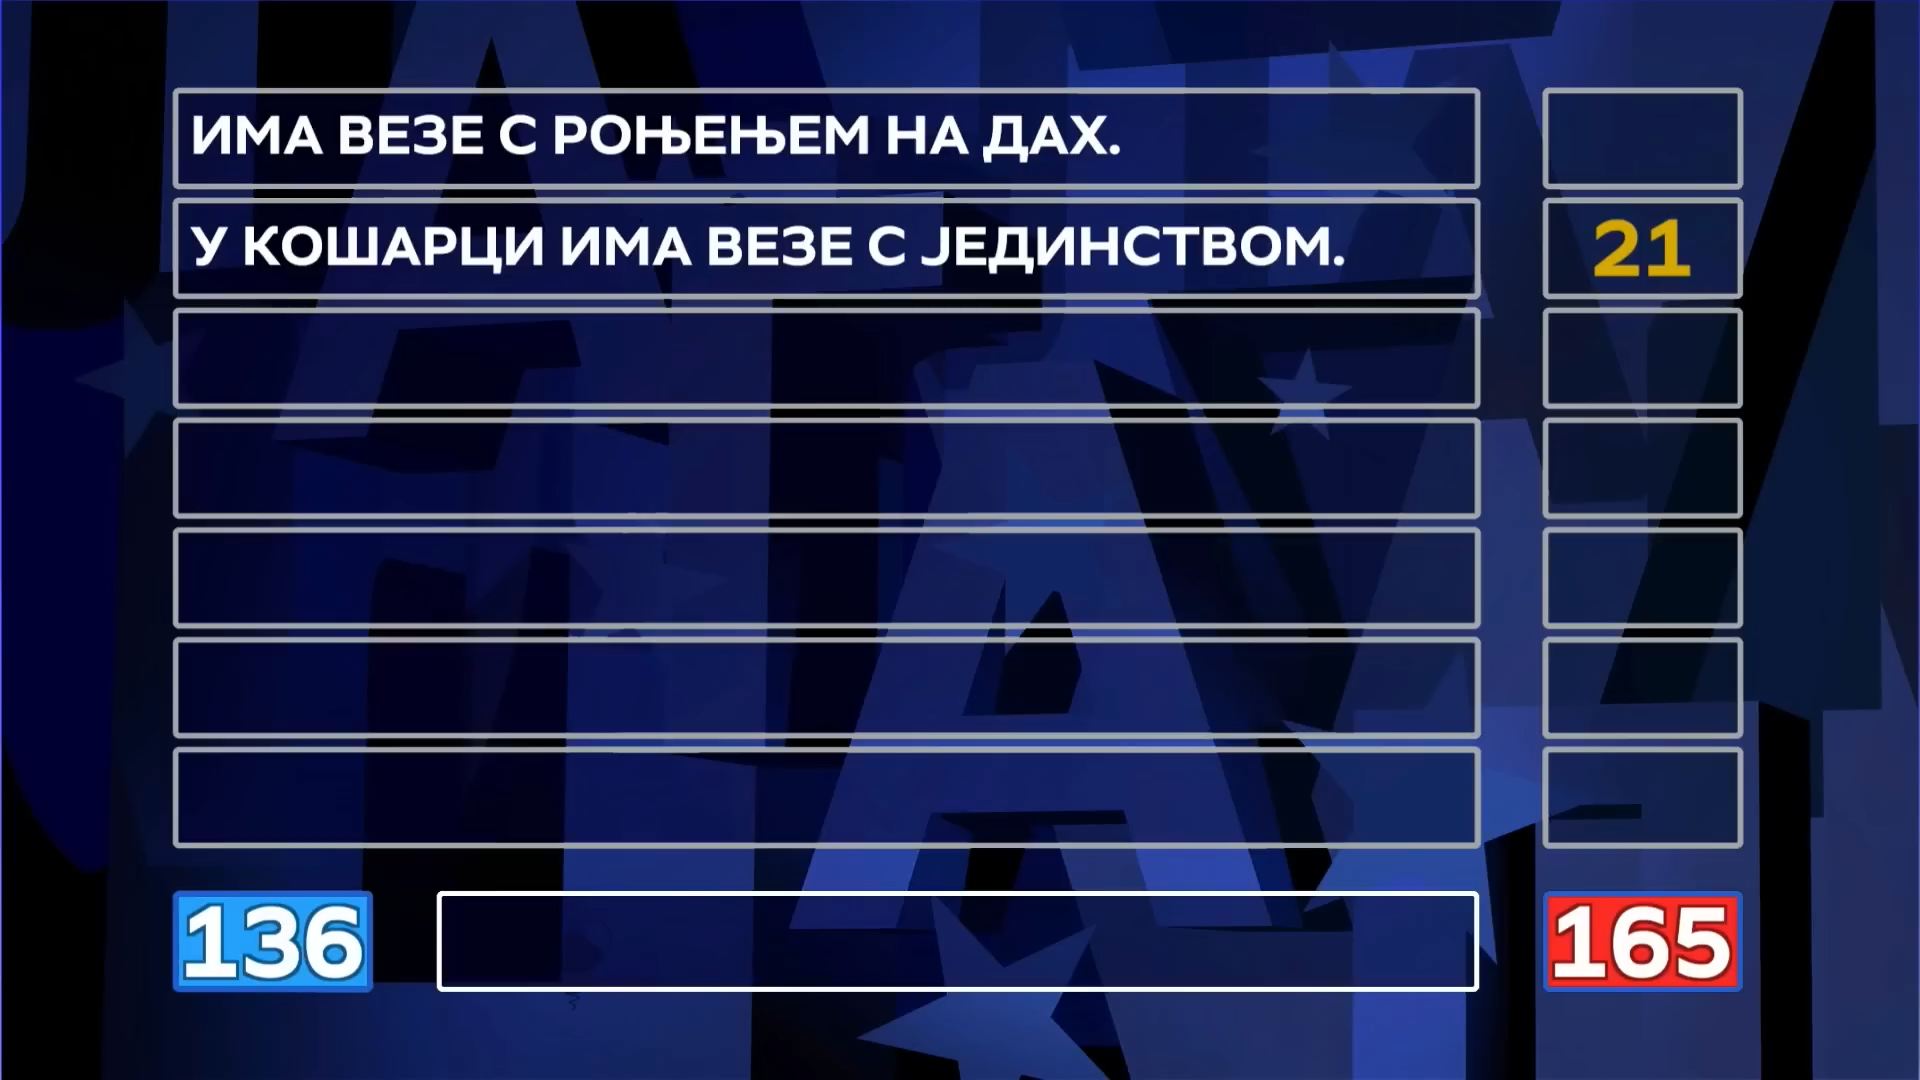 ИМА ВЕЗЕ С РОЊЕЊЕМ НА ДАХ.
У КОШАРЦИ ИМА ВЕЗЕ С ЈЕДИНСТВОМ.
21
136
165